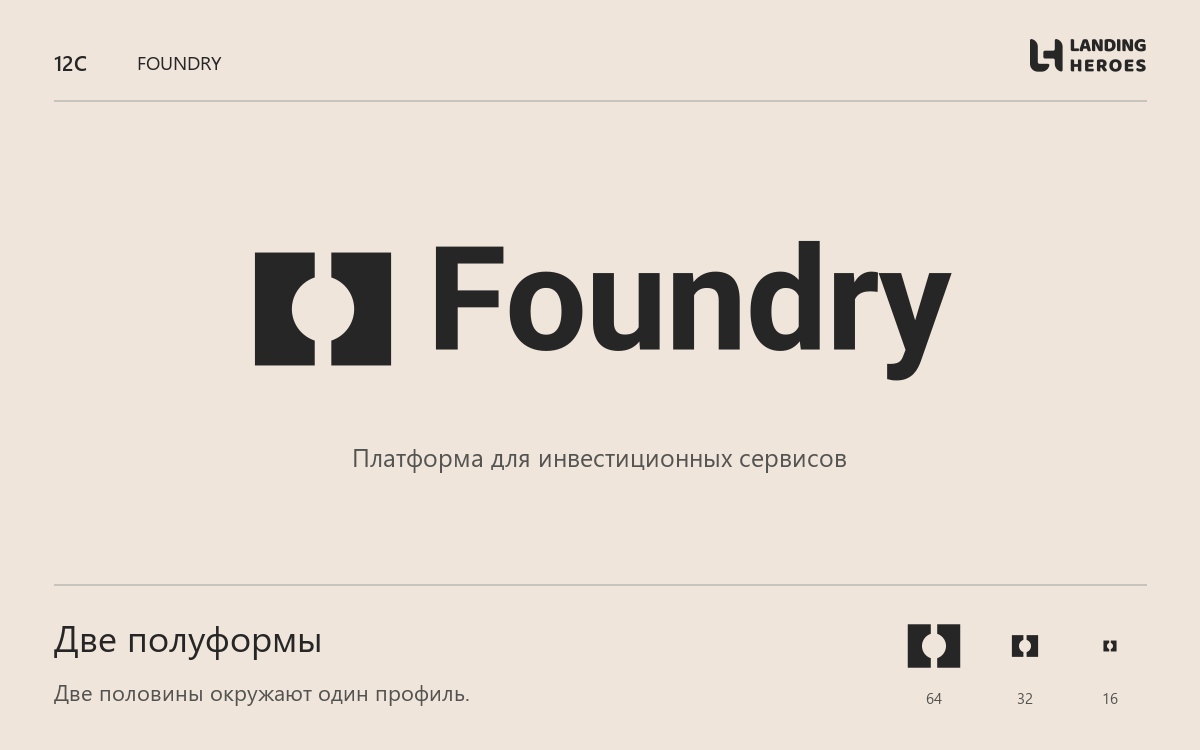 12C FOUNDRY
LANDING
HEROES
Foundry
Платформа для инвестиционных сервисов
Две полуформы
Две половины окружают один профиль.
64 32 16